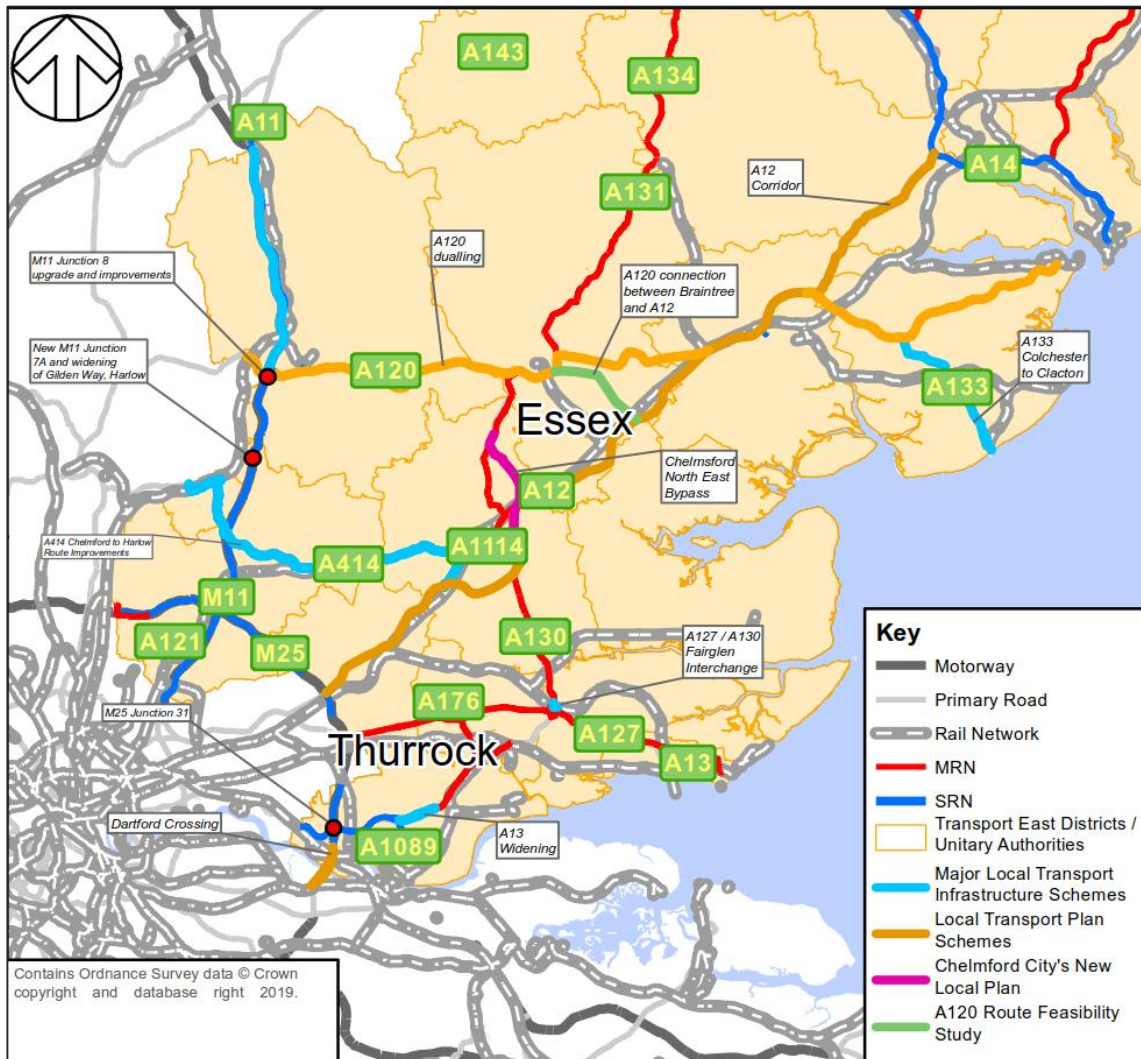 A143
A134
A11
A14
A12
Corridor
A131
A120
dualling
M11 Junction 8
upgrade and improvements
A120 connection
between Braintree
and A12
New M11 Junction
7A and widening
of Gilden Way, Harlow
A133
Colchester
to Clacton
A120
A133
Essex
Chelmsford
North East
Bypass
A12
A414 Chelmford to Harlow
Route Improvements
A1114
A414
M11
A121
M25
A130
A127 / A130
Fairglen
Interchange
M25 Junction 31
A176
A127
Thurrock
A13
Dartford Crossing
A1089
A13
Widening
Key
Motorway
Primary Road
Rail Network
MRN
SRN
Transport East Districts /
Unitary Authorities
Major Local Transport
Infrastructure Schemes
Local Transport Plan
Schemes
Chelmford City's New
Local Plan
A120 Route Feasibility
Study
Contains Ordnance Survey data © Crown
copyright and database right 2019.